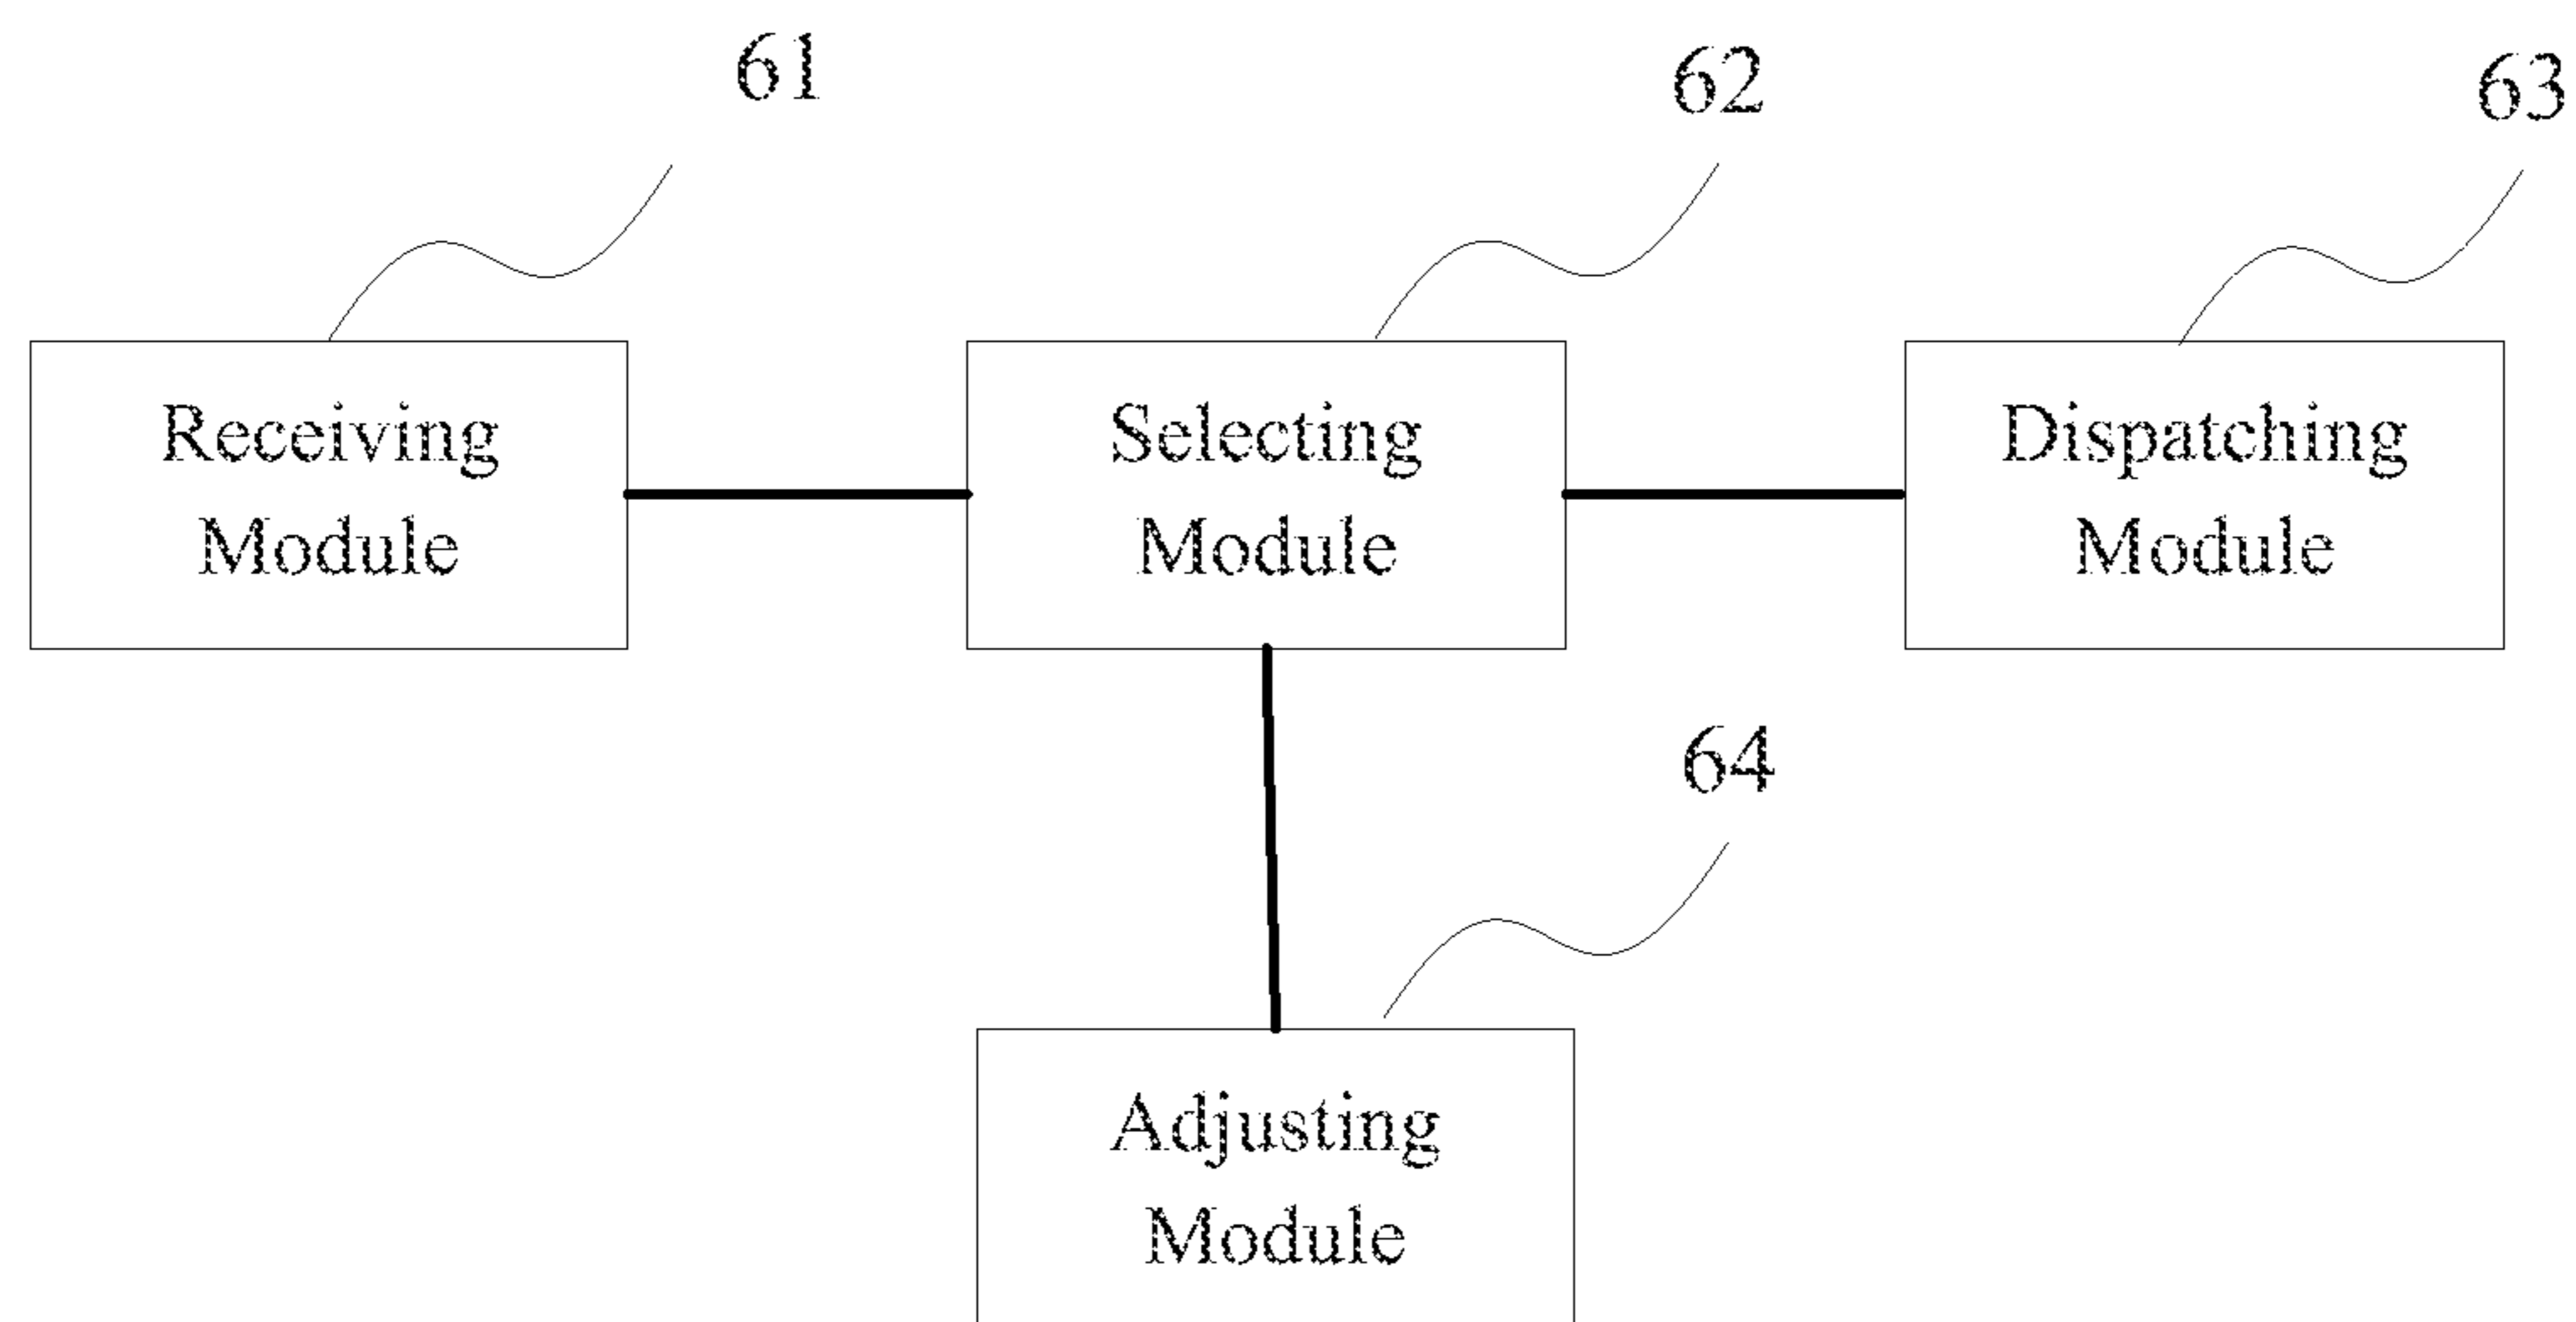 61
62
63
Receiving
Module
Selecting
Module
Dispatching
Module
64
Adjusting
Module